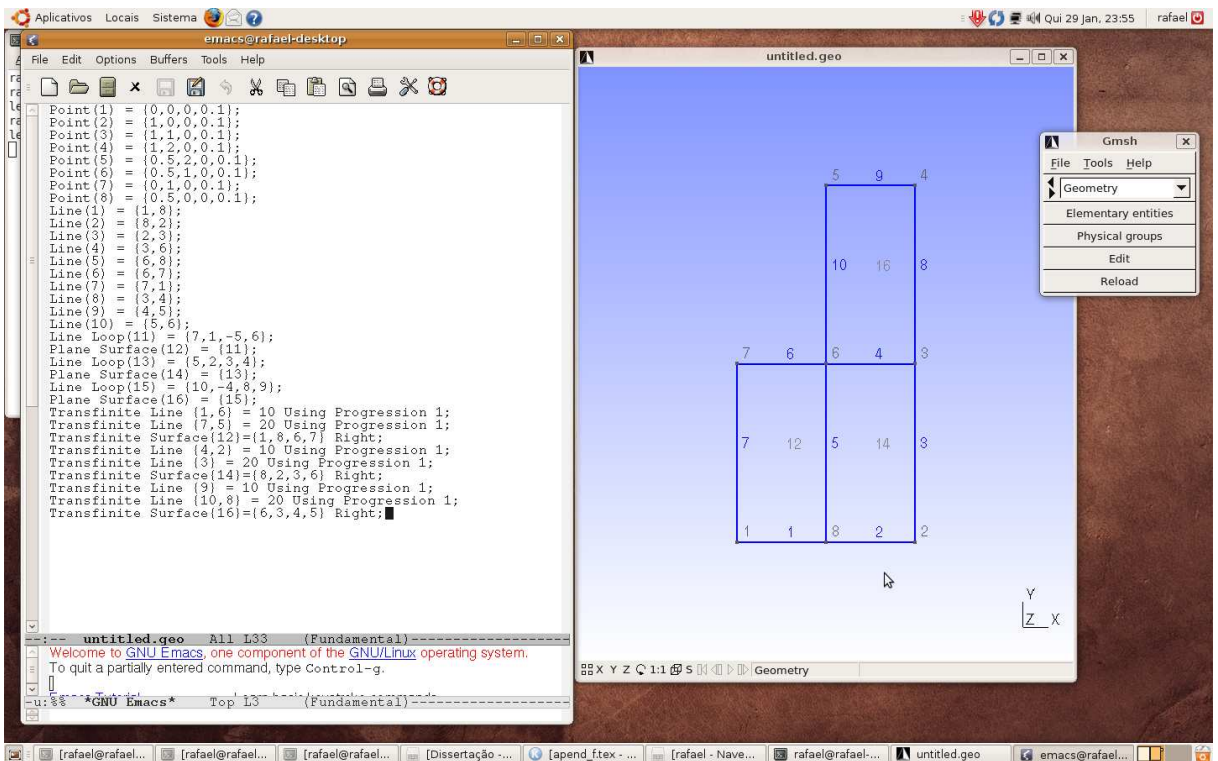 Aplicativos Locais Sistema
Qui 29 Jan, 23:55 rafael
emacs@rafael-desktop
File Edit Options Buffers Tools Help
Point(1) = {0,0,0,0.1};
Point(2) = {1,0,0,0.1};
Point(3) = {1,1,0,0.1};
Point(4) = {1,2,0,0.1};
Point(5) = {0.5,2,0,0.1};
Point(6) = {0.5,1,0,0.1};
Point(7) = {0,1,0,0.1};
Point(8) = {0.5,0,0,0.1};
Line(1) = {1,8};
Line(2) = {8,2};
Line(3) = {2,3};
Line(4) = {3,6};
Line(5) = {6,8};
Line(6) = {6,7};
Line(7) = {7,1};
Line(8) = {3,4};
Line(9) = {4,5};
Line(10) = {5,6};
Line Loop(11) = {7,1,-5,6};
Plane Surface(12) = {11};
Line Loop(13) = {5,2,3,4};
Plane Surface(14) = {13};
Line Loop(15) = {10,-4,8,9};
Plane Surface(16) = {15};
Transfinite Line {1,6} = 10 Using Progression 1;
Transfinite Line {7,5} = 20 Using Progression 1;
Transfinite Surface{12}={1,8,6,7} Right;
Transfinite Line {4,2} = 10 Using Progression 1;
Transfinite Line {3} = 20 Using Progression 1;
Transfinite Surface{14}={8,2,3,6} Right;
Transfinite Line {9} = 10 Using Progression 1;
Transfinite Line {10,8} = 20 Using Progression 1;
Transfinite Surface{16}={6,3,4,5} Right;
--:-- untitled.geo All L33 (Fundamental)--------------------
Welcome to GNU Emacs, one component of the GNU/Linux operating system.
To quit a partially entered command, type Control-g.
-u:%% *GNU Emacs* Top L3 (Fundamental)--------------------
untitled.geo
5 9 4
10 16 8
7 6 6 4 3
7 12 5 14 3
1 1 8 2 2
Y
Z X
X Y Z 1:1 S Geometry
Gmsh
File Tools Help
Geometry
Elementary entities
Physical groups
Edit
Reload
[rafael@rafael... [rafael@rafael... [rafael@rafael... [Dissertação -... [apend_f.tex - ... [rafael - Nave... rafael@rafael-... untitled.geo emacs@rafael...